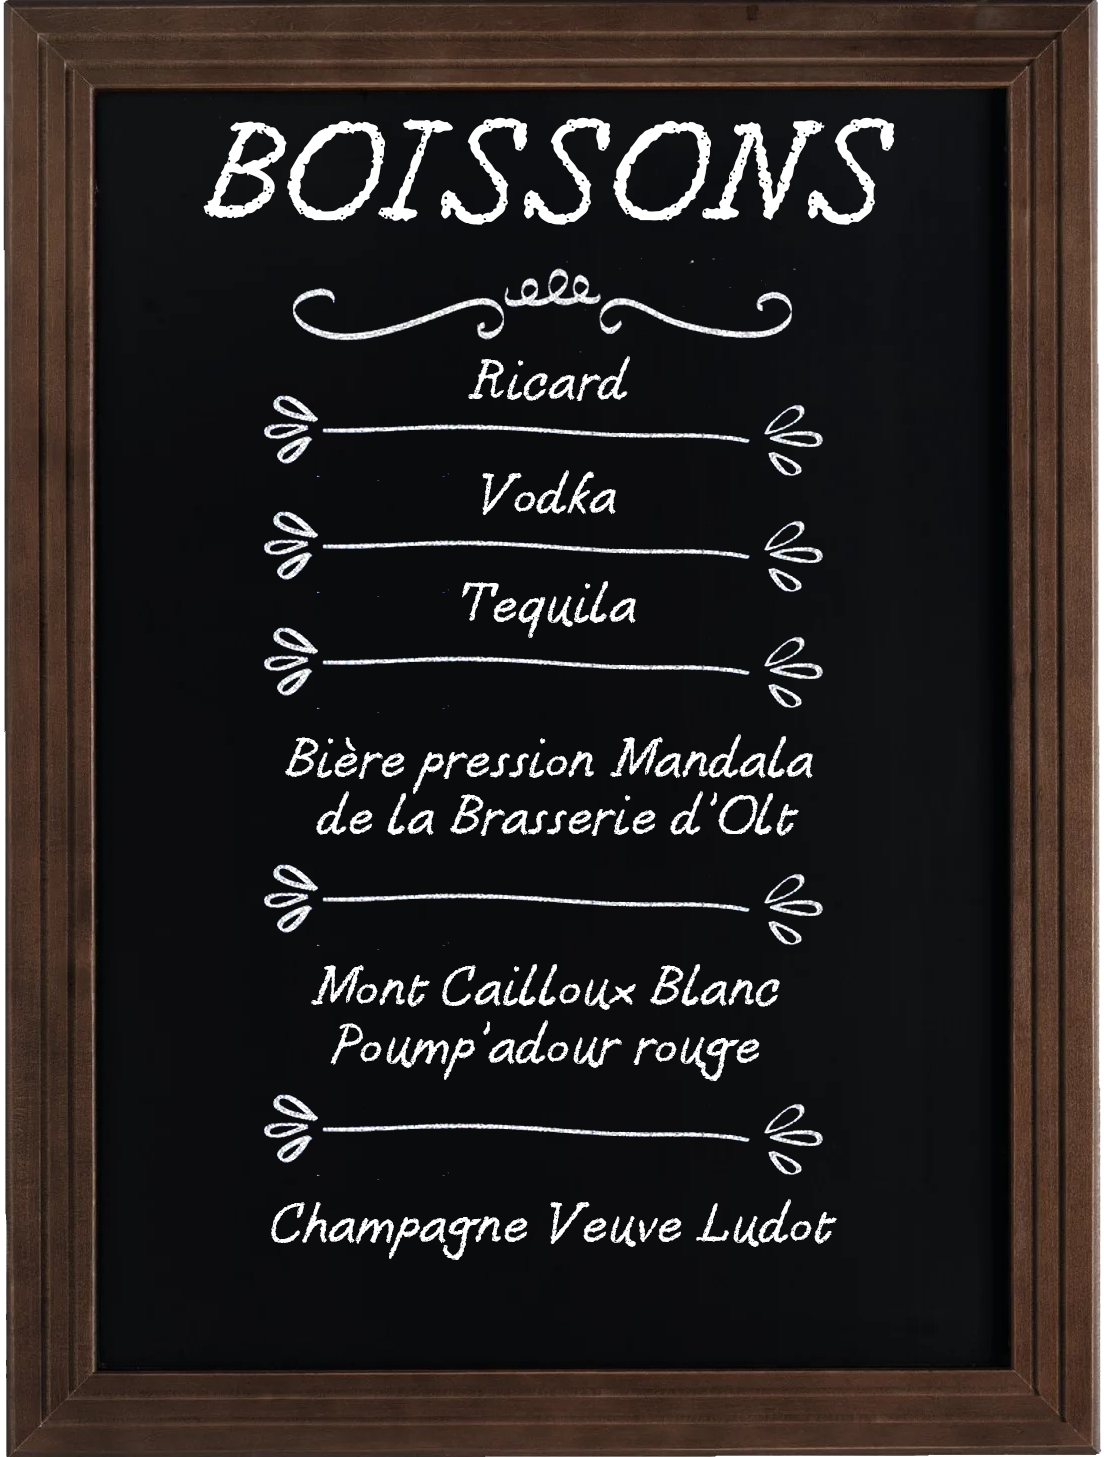 BOISSONS
Ricard
Vodka
Tequila
Bière pression Mandala
de la Brasserie d'Olt
Mont Cailloux Blanc
Poump'adour rouge
Champagne Veuve Ludot